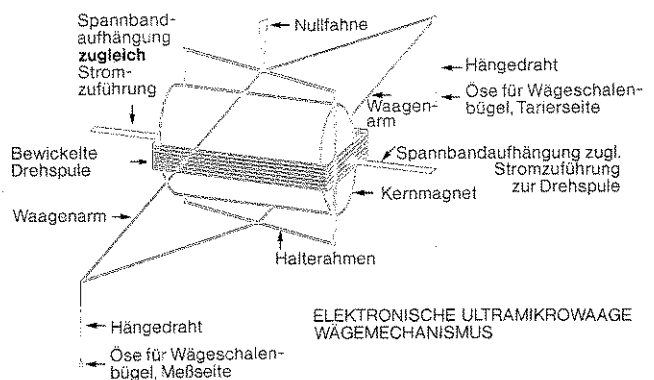 Spannband-
aufhängung
zugleich
Strom-
zuführung
Nullfahne
Hängedraht
Öse für Wägeschalen-
bügel, Tarierseite
Waagen-
arm
Bewickelte
Drehspule
Spannbandaufhängung zugl.
Stromzuführung
zur Drehspule
Kernmagnet
Waagenarm
Halterahmen
Hängedraht
Öse für Wägeschalen-
bügel, Meßseite
ELEKTRONISCHE ULTRAMIKROWAAGE
WÄGEMECHANISMUS